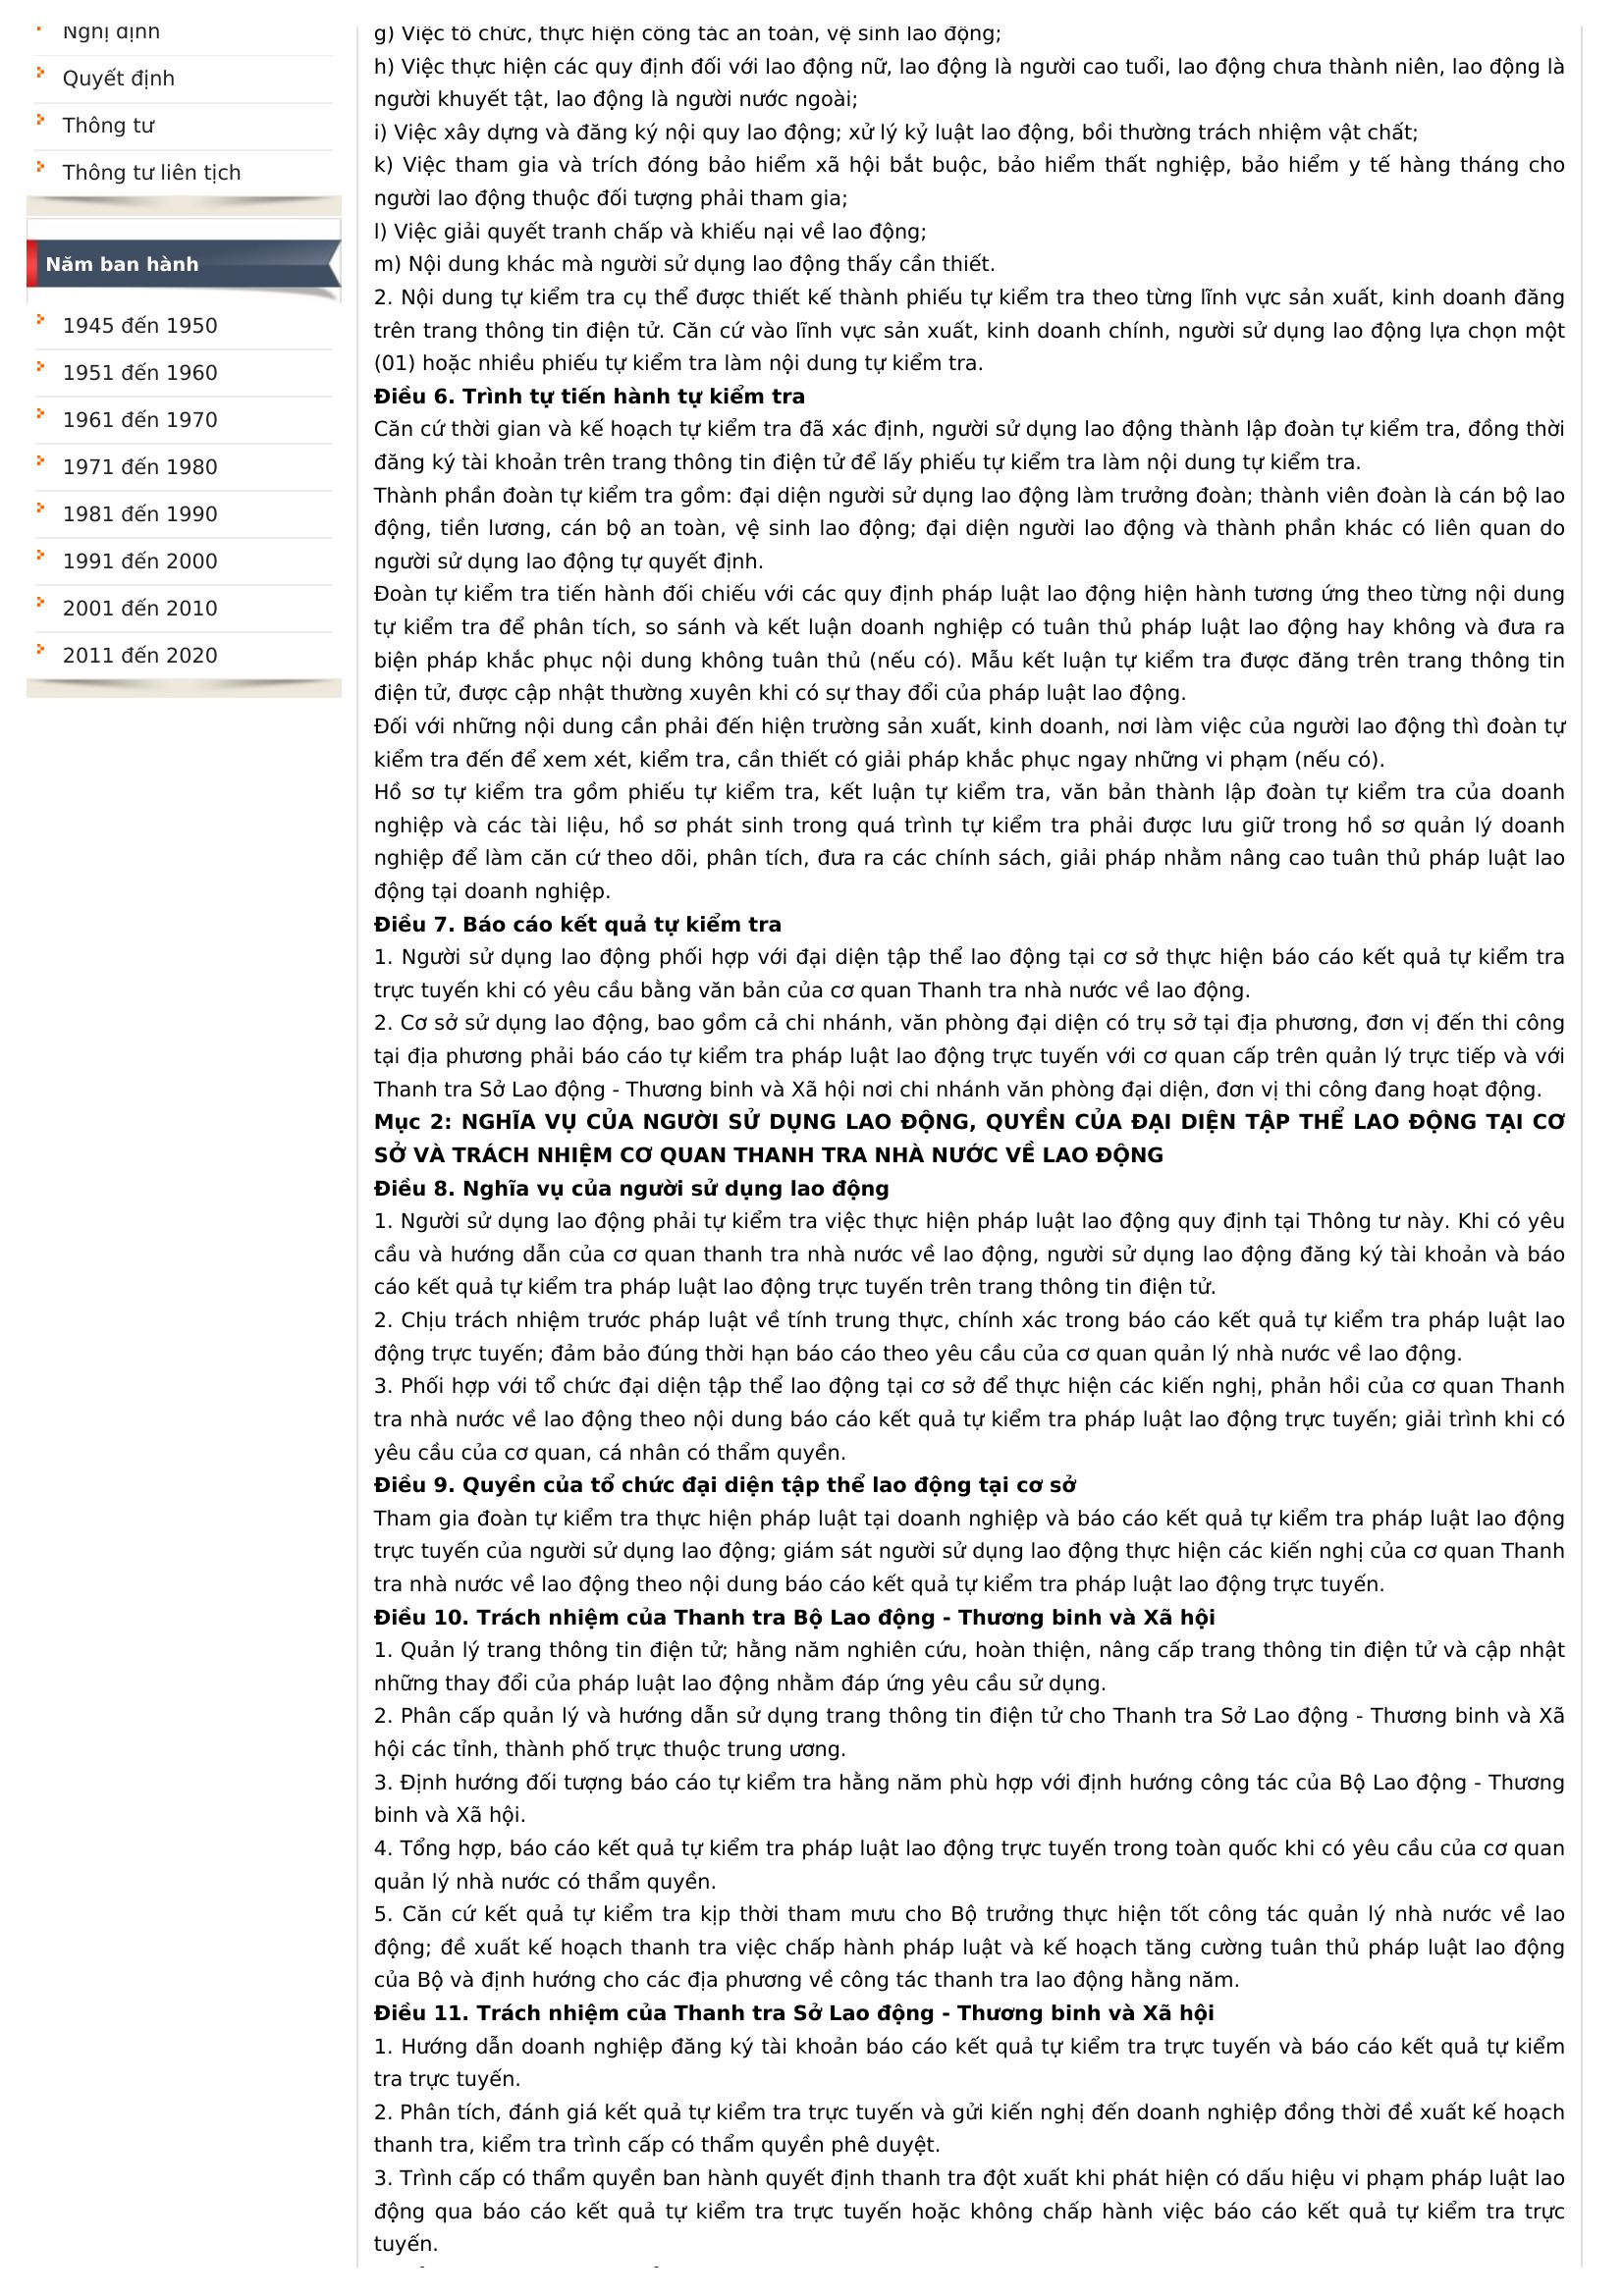 Nghị định
Quyết định
Thông tư
Thông tư liên tịch
Năm ban hành
1945 đến 1950
1951 đến 1960
1961 đến 1970
1971 đến 1980
1981 đến 1990
1991 đến 2000
2001 đến 2010
2011 đến 2020
g) Việc tổ chức, thực hiện công tác an toàn, vệ sinh lao động;
h) Việc thực hiện các quy định đối với lao động nữ, lao động là người cao tuổi, lao động chưa thành niên, lao động là
người khuyết tật, lao động là người nước ngoài;
i) Việc xây dựng và đăng ký nội quy lao động; xử lý kỷ luật lao động, bồi thường trách nhiệm vật chất;
k) Việc tham gia và trích đóng bảo hiểm xã hội bắt buộc, bảo hiểm thất nghiệp, bảo hiểm y tế hàng tháng cho
người lao động thuộc đối tượng phải tham gia;
l) Việc giải quyết tranh chấp và khiếu nại về lao động;
m) Nội dung khác mà người sử dụng lao động thấy cần thiết.
2. Nội dung tự kiểm tra cụ thể được thiết kế thành phiếu tự kiểm tra theo từng lĩnh vực sản xuất, kinh doanh đăng
trên trang thông tin điện tử. Căn cứ vào lĩnh vực sản xuất, kinh doanh chính, người sử dụng lao động lựa chọn một
(01) hoặc nhiều phiếu tự kiểm tra làm nội dung tự kiểm tra.
Điều 6. Trình tự tiến hành tự kiểm tra
Căn cứ thời gian và kế hoạch tự kiểm tra đã xác định, người sử dụng lao động thành lập đoàn tự kiểm tra, đồng thời
đăng ký tài khoản trên trang thông tin điện tử để lấy phiếu tự kiểm tra làm nội dung tự kiểm tra.
Thành phần đoàn tự kiểm tra gồm: đại diện người sử dụng lao động làm trưởng đoàn; thành viên đoàn là cán bộ lao
động, tiền lương, cán bộ an toàn, vệ sinh lao động; đại diện người lao động và thành phần khác có liên quan do
người sử dụng lao động tự quyết định.
Đoàn tự kiểm tra tiến hành đối chiếu với các quy định pháp luật lao động hiện hành tương ứng theo từng nội dung
tự kiểm tra để phân tích, so sánh và kết luận doanh nghiệp có tuân thủ pháp luật lao động hay không và đưa ra
biện pháp khắc phục nội dung không tuân thủ (nếu có). Mẫu kết luận tự kiểm tra được đăng trên trang thông tin
điện tử, được cập nhật thường xuyên khi có sự thay đổi của pháp luật lao động.
Đối với những nội dung cần phải đến hiện trường sản xuất, kinh doanh, nơi làm việc của người lao động thì đoàn tự
kiểm tra đến để xem xét, kiểm tra, cần thiết có giải pháp khắc phục ngay những vi phạm (nếu có).
Hồ sơ tự kiểm tra gồm phiếu tự kiểm tra, kết luận tự kiểm tra, văn bản thành lập đoàn tự kiểm tra của doanh
nghiệp và các tài liệu, hồ sơ phát sinh trong quá trình tự kiểm tra phải được lưu giữ trong hồ sơ quản lý doanh
nghiệp để làm căn cứ theo dõi, phân tích, đưa ra các chính sách, giải pháp nhằm nâng cao tuân thủ pháp luật lao
động tại doanh nghiệp.
Điều 7. Báo cáo kết quả tự kiểm tra
1. Người sử dụng lao động phối hợp với đại diện tập thể lao động tại cơ sở thực hiện báo cáo kết quả tự kiểm tra
trực tuyến khi có yêu cầu bằng văn bản của cơ quan Thanh tra nhà nước về lao động.
2. Cơ sở sử dụng lao động, bao gồm cả chi nhánh, văn phòng đại diện có trụ sở tại địa phương, đơn vị đến thi công
tại địa phương phải báo cáo tự kiểm tra pháp luật lao động trực tuyến với cơ quan cấp trên quản lý trực tiếp và với
Thanh tra Sở Lao động - Thương binh và Xã hội nơi chi nhánh văn phòng đại diện, đơn vị thi công đang hoạt động.
Mục 2: NGHĨA VỤ CỦA NGƯỜI SỬ DỤNG LAO ĐỘNG, QUYỀN CỦA ĐẠI DIỆN TẬP THỂ LAO ĐỘNG TẠI CƠ
SỞ VÀ TRÁCH NHIỆM CƠ QUAN THANH TRA NHÀ NƯỚC VỀ LAO ĐỘNG
Điều 8. Nghĩa vụ của người sử dụng lao động
1. Người sử dụng lao động phải tự kiểm tra việc thực hiện pháp luật lao động quy định tại Thông tư này. Khi có yêu
cầu và hướng dẫn của cơ quan thanh tra nhà nước về lao động, người sử dụng lao động đăng ký tài khoản và báo
cáo kết quả tự kiểm tra pháp luật lao động trực tuyến trên trang thông tin điện tử.
2. Chịu trách nhiệm trước pháp luật về tính trung thực, chính xác trong báo cáo kết quả tự kiểm tra pháp luật lao
động trực tuyến; đảm bảo đúng thời hạn báo cáo theo yêu cầu của cơ quan quản lý nhà nước về lao động.
3. Phối hợp với tổ chức đại diện tập thể lao động tại cơ sở để thực hiện các kiến nghị, phản hồi của cơ quan Thanh
tra nhà nước về lao động theo nội dung báo cáo kết quả tự kiểm tra pháp luật lao động trực tuyến; giải trình khi có
yêu cầu của cơ quan, cá nhân có thẩm quyền.
Điều 9. Quyền của tổ chức đại diện tập thể lao động tại cơ sở
Tham gia đoàn tự kiểm tra thực hiện pháp luật tại doanh nghiệp và báo cáo kết quả tự kiểm tra pháp luật lao động
trực tuyến của người sử dụng lao động; giám sát người sử dụng lao động thực hiện các kiến nghị của cơ quan Thanh
tra nhà nước về lao động theo nội dung báo cáo kết quả tự kiểm tra pháp luật lao động trực tuyến.
Điều 10. Trách nhiệm của Thanh tra Bộ Lao động - Thương binh và Xã hội
1. Quản lý trang thông tin điện tử; hằng năm nghiên cứu, hoàn thiện, nâng cấp trang thông tin điện tử và cập nhật
những thay đổi của pháp luật lao động nhằm đáp ứng yêu cầu sử dụng.
2. Phân cấp quản lý và hướng dẫn sử dụng trang thông tin điện tử cho Thanh tra Sở Lao động - Thương binh và Xã
hội các tỉnh, thành phố trực thuộc trung ương.
3. Định hướng đối tượng báo cáo tự kiểm tra hằng năm phù hợp với định hướng công tác của Bộ Lao động - Thương
binh và Xã hội.
4. Tổng hợp, báo cáo kết quả tự kiểm tra pháp luật lao động trực tuyến trong toàn quốc khi có yêu cầu của cơ quan
quản lý nhà nước có thẩm quyền.
5. Căn cứ kết quả tự kiểm tra kịp thời tham mưu cho Bộ trưởng thực hiện tốt công tác quản lý nhà nước về lao
động; đề xuất kế hoạch thanh tra việc chấp hành pháp luật và kế hoạch tăng cường tuân thủ pháp luật lao động
của Bộ và định hướng cho các địa phương về công tác thanh tra lao động hằng năm.
Điều 11. Trách nhiệm của Thanh tra Sở Lao động - Thương binh và Xã hội
1. Hướng dẫn doanh nghiệp đăng ký tài khoản báo cáo kết quả tự kiểm tra trực tuyến và báo cáo kết quả tự kiểm
tra trực tuyến.
2. Phân tích, đánh giá kết quả tự kiểm tra trực tuyến và gửi kiến nghị đến doanh nghiệp đồng thời đề xuất kế hoạch
thanh tra, kiểm tra trình cấp có thẩm quyền phê duyệt.
3. Trình cấp có thẩm quyền ban hành quyết định thanh tra đột xuất khi phát hiện có dấu hiệu vi phạm pháp luật lao
động qua báo cáo kết quả tự kiểm tra trực tuyến hoặc không chấp hành việc báo cáo kết quả tự kiểm tra trực
tuyến.